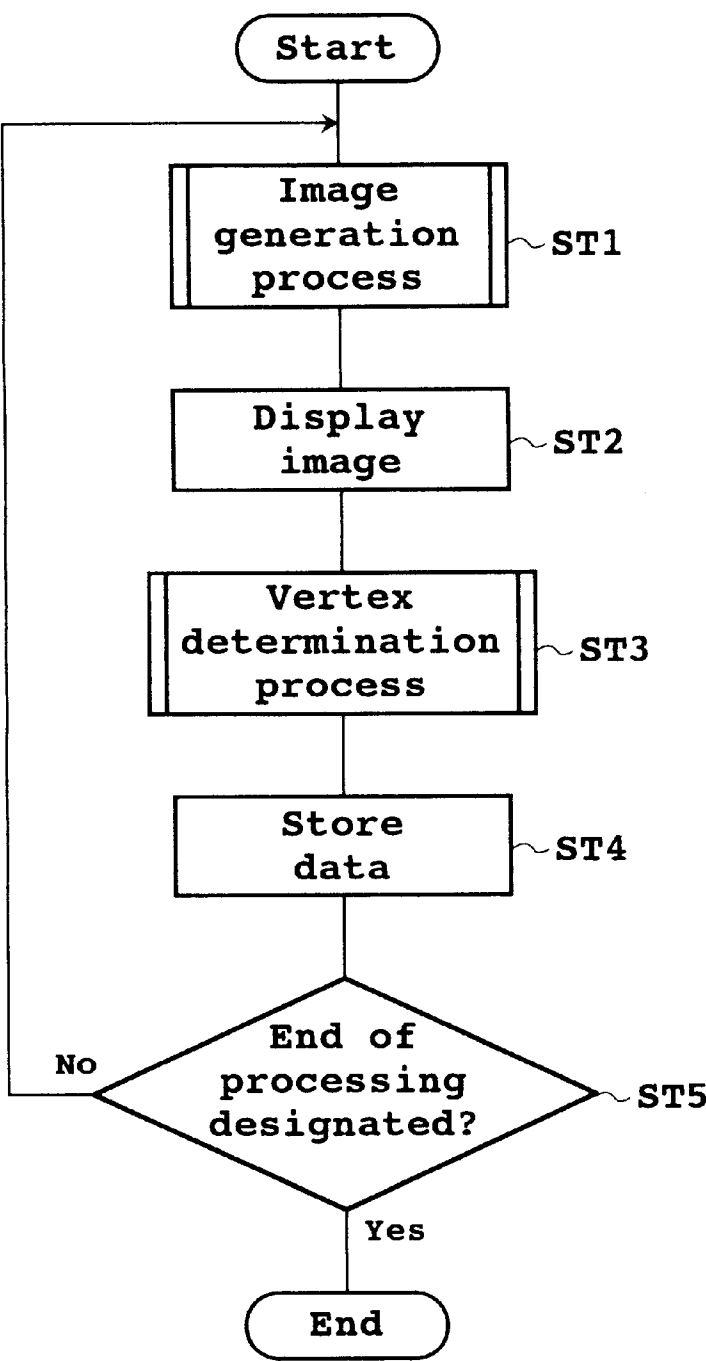 Start
Image
generation
process
ST1
Display
image
ST2
Vertex
determination
process
ST3
Store
data
ST4
End of
processing
designated?
ST5
No
Yes
End